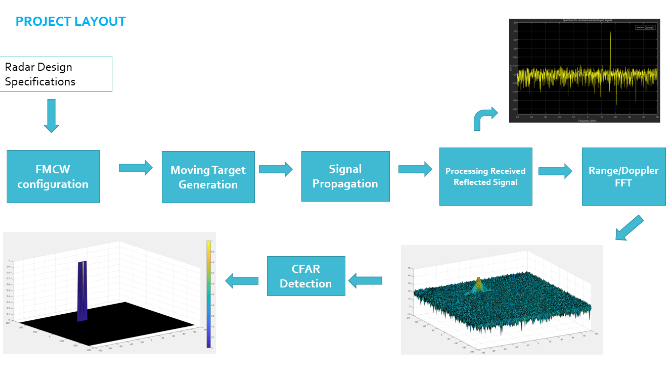 PROJECT LAYOUT
Radar Design
Specifications
FMCW
configuration
Moving Target
Generation
Signal
Propagation
Processing Received
Reflected Signal
Range/Doppler
FFT
CFAR
Detection